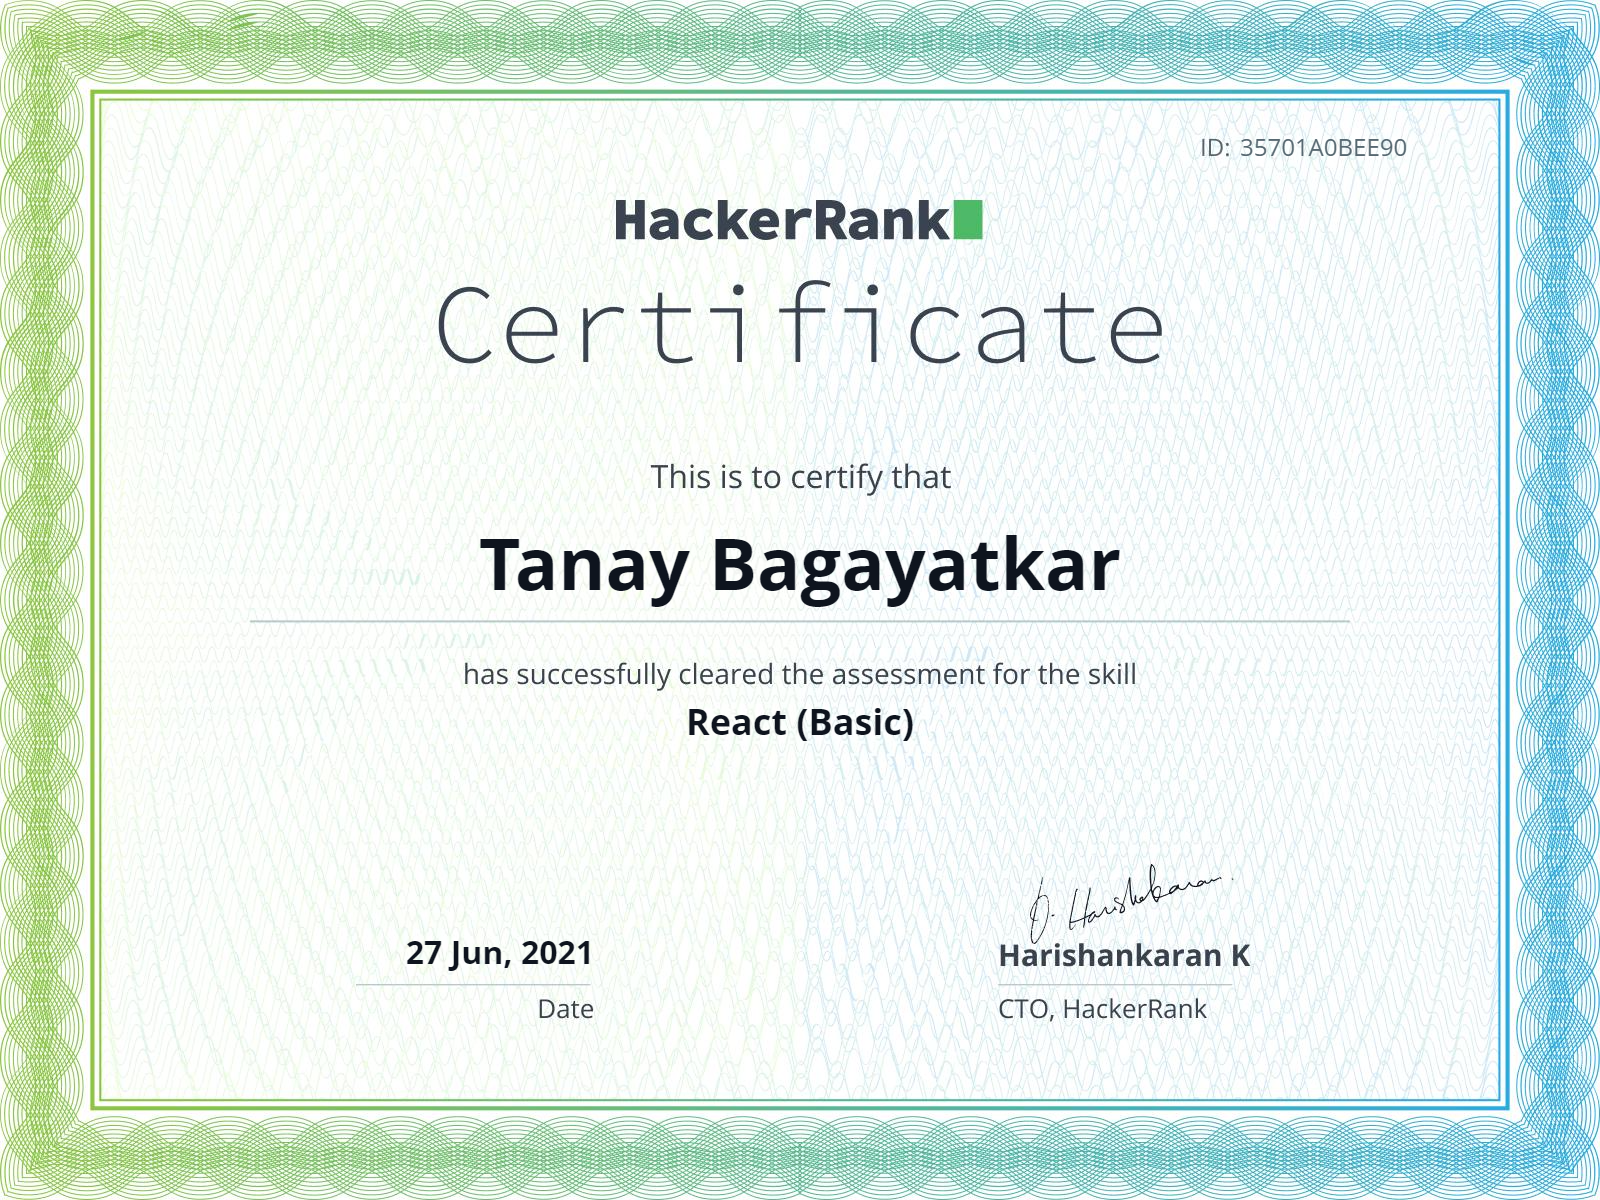 ID: 35701A0BEE90
HackerRank
Certificate
This is to certify that
Tanay Bagayatkar
has successfully cleared the assessment for the skill
React (Basic)
J. Harishankaran
27 Jun, 2021
Harishankaran K
Date
CTO, HackerRank